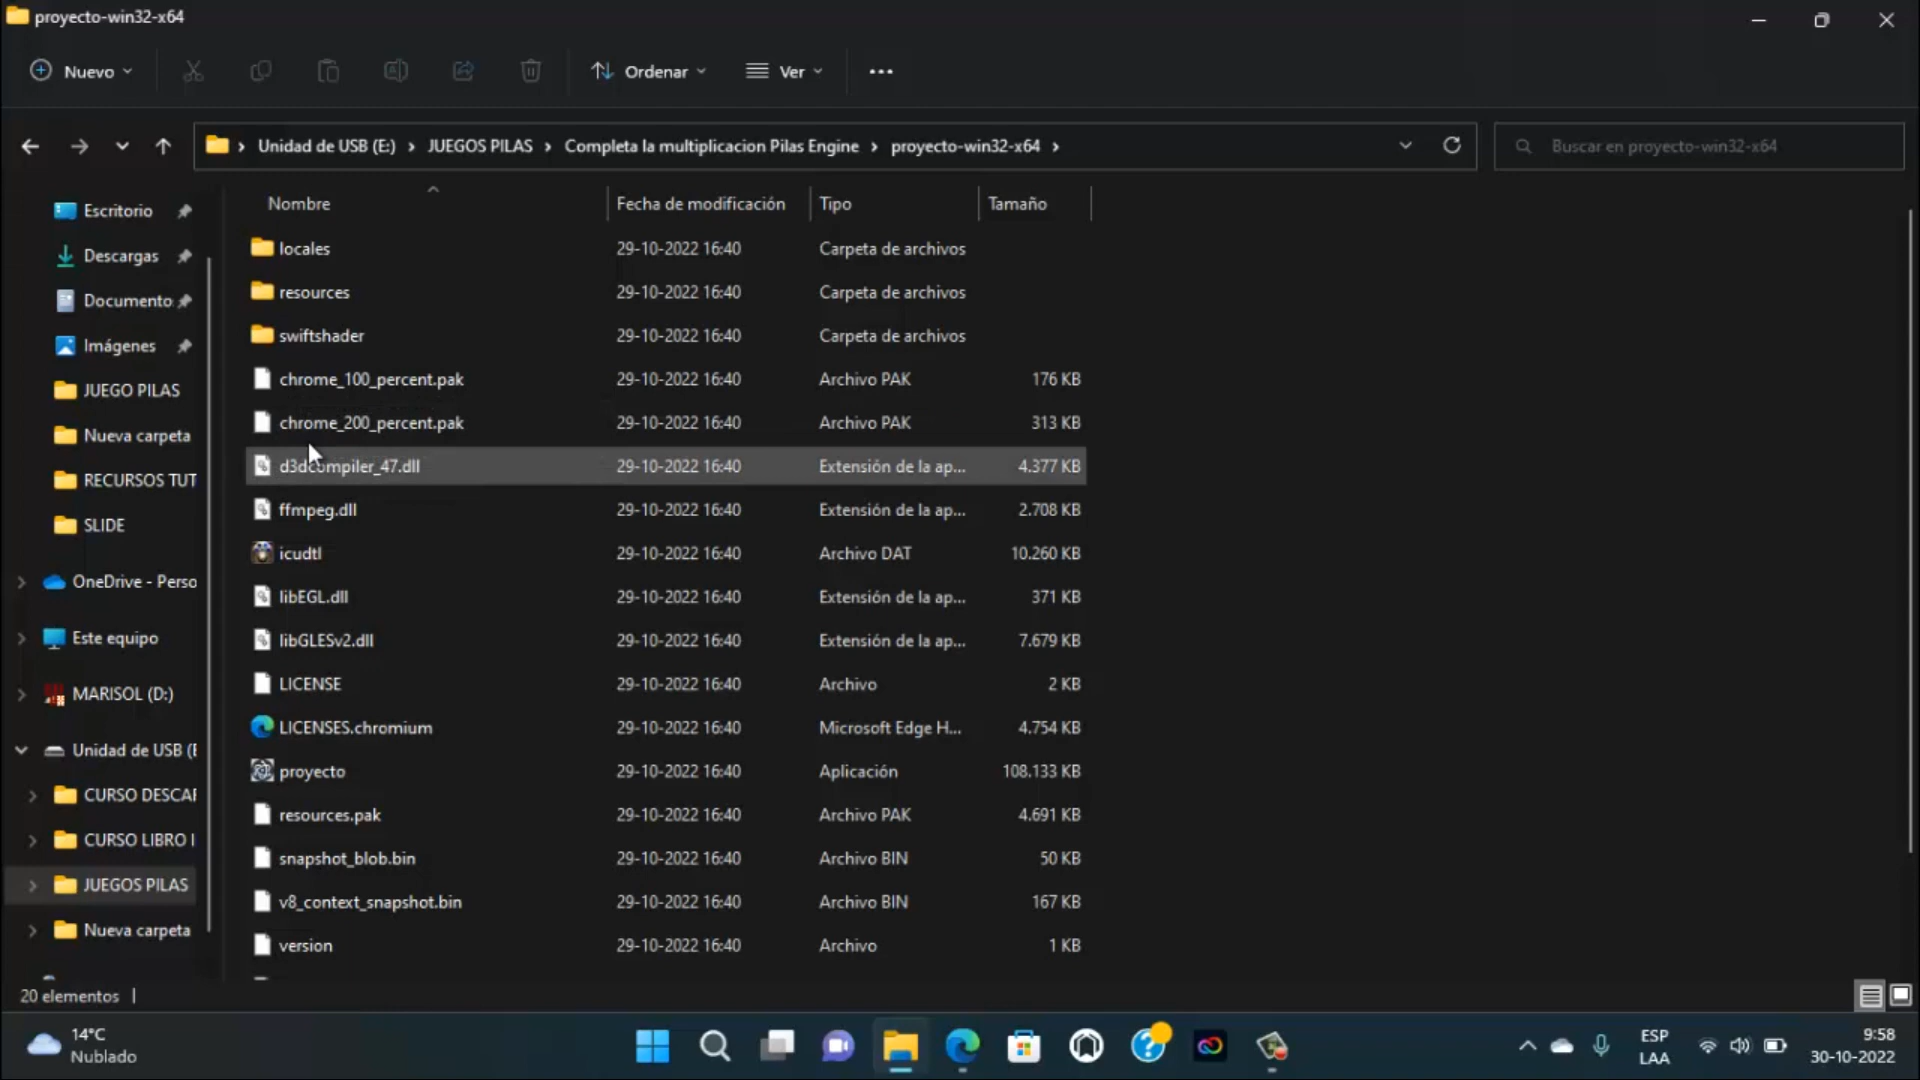 proyecto-win32-x64
Nuevo
Ordenar
Ver
Unidad de USB (E:) › JUEGOS PILAS › Completa la multiplicacion Pilas Engine › proyecto-win32-x64 ›
Buscar en proyecto-win32-x64
Escritorio
Descargas
Documento
Imágenes
JUEGO PILAS
Nueva carpeta
RECURSOS TUT
SLIDE
OneDrive - Perso
Este equipo
MARISOL (D:)
Unidad de USB (E
CURSO DESCAR
CURSO LIBRO I
JUEGOS PILAS
Nueva carpeta
Nombre Fecha de modificación Tipo Tamaño
locales 29-10-2022 16:40 Carpeta de archivos
resources 29-10-2022 16:40 Carpeta de archivos
swiftshader 29-10-2022 16:40 Carpeta de archivos
chrome_100_percent.pak 29-10-2022 16:40 Archivo PAK 176 KB
chrome_200_percent.pak 29-10-2022 16:40 Archivo PAK 313 KB
d3dcompiler_47.dll 29-10-2022 16:40 Extensión de la ap... 4.377 KB
ffmpeg.dll 29-10-2022 16:40 Extensión de la ap... 2.708 KB
icudtl 29-10-2022 16:40 Archivo DAT 10.260 KB
libEGL.dll 29-10-2022 16:40 Extensión de la ap... 371 KB
libGLESv2.dll 29-10-2022 16:40 Extensión de la ap... 7.679 KB
LICENSE 29-10-2022 16:40 Archivo 2 KB
LICENSES.chromium 29-10-2022 16:40 Microsoft Edge H... 4.754 KB
proyecto 29-10-2022 16:40 Aplicación 108.133 KB
resources.pak 29-10-2022 16:40 Archivo PAK 4.691 KB
snapshot_blob.bin 29-10-2022 16:40 Archivo BIN 50 KB
v8_context_snapshot.bin 29-10-2022 16:40 Archivo BIN 167 KB
version 29-10-2022 16:40 Archivo 1 KB
20 elementos
14°C
Nublado
ESP
LAA
9:58
30-10-2022